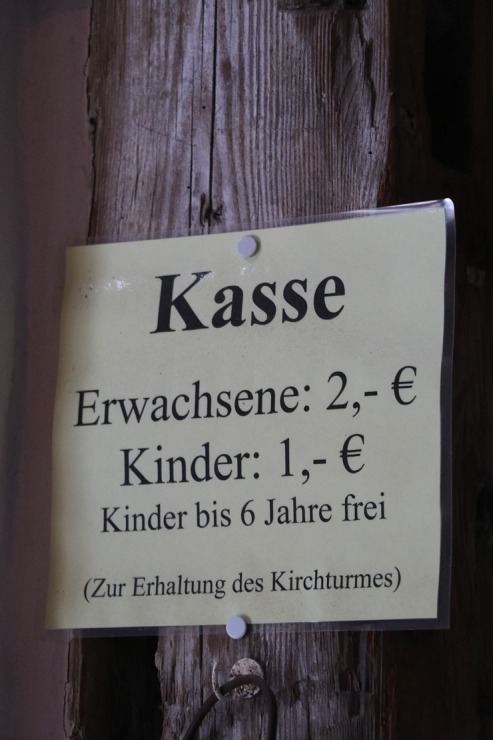 Kasse
Erwachsene: 2,- €
Kinder: 1,- €
Kinder bis 6 Jahre frei
(Zur Erhaltung des Kirchturmes)